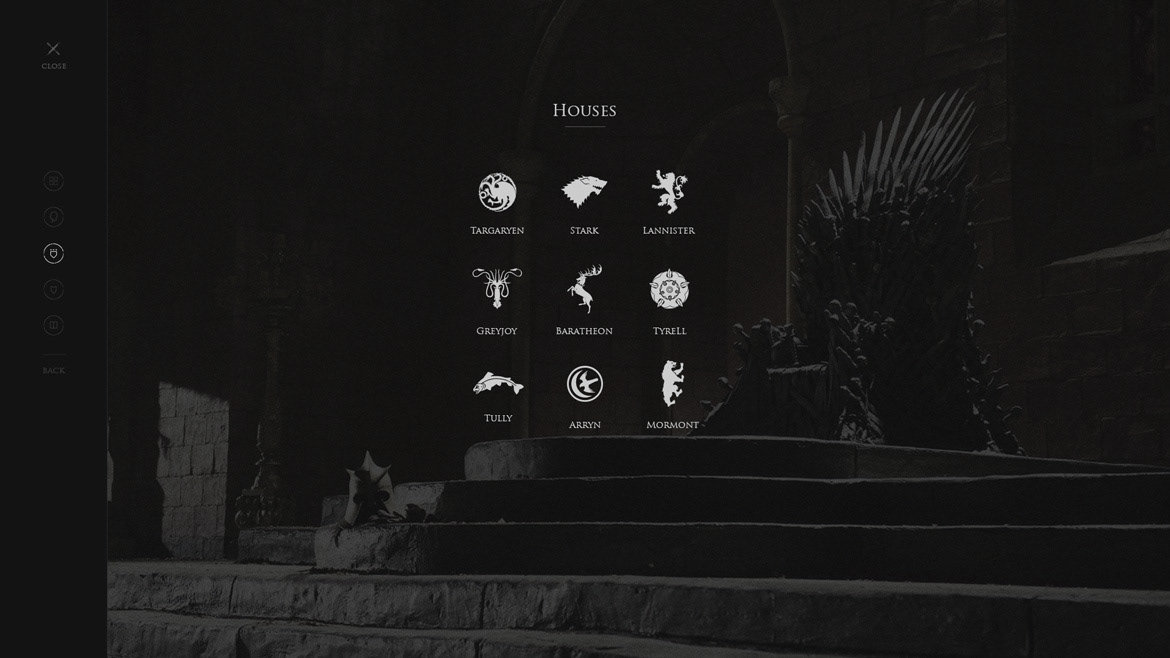 CLOSE
Houses
Targaryen
Stark
Lannister
Greyjoy
Baratheon
Tyrell
Tully
Arryn
Mormont
BACK